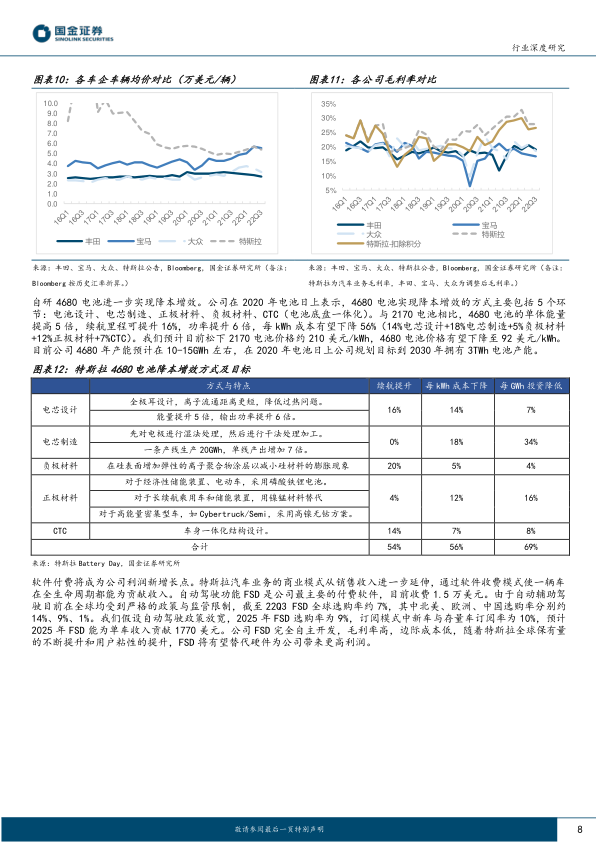 国金证券
SINOLINK SECURITIES
行业深度研究
图表10：各车企车辆均价对比（万美元/辆）
10.0
9.0
8.0
7.0
6.0
5.0
4.0
3.0
2.0
1.0
0.0
16Q1
16Q3
17Q1
17Q3
18Q1
18Q3
19Q1
19Q3
20Q1
20Q3
21Q1
21Q3
22Q1
22Q3
丰田
宝马
大众
特斯拉
来源：丰田、宝马、大众、特斯拉公告，Bloomberg，国金证券研究所（备注：
Bloomberg 按历史汇率折算。）
图表11：各公司毛利率对比
35%
30%
25%
20%
15%
10%
5%
16Q1
16Q3
17Q1
17Q3
18Q1
18Q3
19Q1
19Q3
20Q1
20Q3
21Q1
21Q3
22Q1
22Q3
丰田
宝马
大众
特斯拉
特斯拉-扣除积分
来源：丰田、宝马、大众、特斯拉公告，Bloomberg，国金证券研究所（备注：
特斯拉为汽车业务毛利率，丰田、宝马、大众为调整后毛利率。）
自研 4680 电池进一步实现降本增效。公司在 2020 年电池日上表示，4680 电池实现降本增效的方式主要包括 5 个环
节：电池设计、电芯制造、正极材料、负极材料、CTC（电池底盘一体化）。与 2170 电池相比，4680 电池的单体能量
提高 5 倍，续航里程可提升 16%，功率提升 6 倍，每 kWh 成本有望下降 56%（14%电芯设计+18%电芯制造+5%负极材料
+12%正极材料+7%CTC）。我们预计目前松下 2170 电池价格约 210 美元/kWh，4680 电池价格有望下降至 92 美元/kWh。
目前公司 4680 年产能预计在 10-15GWh 左右，在 2020 年电池日上公司规划目标到 2030 年拥有 3TWh 电池产能。
图表12：特斯拉 4680 电池降本增效方式及目标
方式与特点 续航提升 每 kWh 成本下降 每 GWh 投资降低
电芯设计 全极耳设计，离子流通距离更短，降低过热问题。 16% 14% 7%
能量提升 5 倍，输出功率提升 6 倍。
电芯制造 先对电极进行湿法处理，然后进行干法处理加工。 0% 18% 34%
一条产线生产 20GWh，单线产出增加 7 倍。
负极材料 在硅表面增加弹性的离子聚合物涂层以减小硅材料的膨胀现象 20% 5% 4%
正极材料 对于经济性储能装置、电动车，采用磷酸铁锂电池。 4% 12% 16%
对于长续航乘用车和储能装置，用镍锰材料替代
对于高能量密集型车，如 Cybertruck/Semi，采用高镍无钴方案。
CTC 车身一体化结构设计。 14% 7% 8%
合计 54% 56% 69%
来源：特斯拉 Battery Day，国金证券研究所
软件付费将成为公司利润新增长点。特斯拉汽车业务的商业模式从销售收入进一步延伸，通过软件收费模式使一辆车
在全生命周期都能为贡献收入。自动驾驶功能 FSD 是公司最主要的付费软件，目前收费 1.5 万美元。由于自动辅助驾
驶目前在全球均受到严格的政策与监管限制，截至 22Q3 FSD 全球选购率约 7%，其中北美、欧洲、中国选购率分别约
14%、9%、1%。我们假设自动驾驶政策放宽，2025 年 FSD 选购率为 9%，订阅模式中新车与存量车订阅率为 10%，预计
2025 年 FSD 能为单车收入贡献 1770 美元。公司 FSD 完全自主开发，毛利率高，边际成本低，随着特斯拉全球保有量
的不断提升和用户粘性的提升，FSD 将有望替代硬件为公司带来更高利润。
敬请参阅最后一页特别声明
8